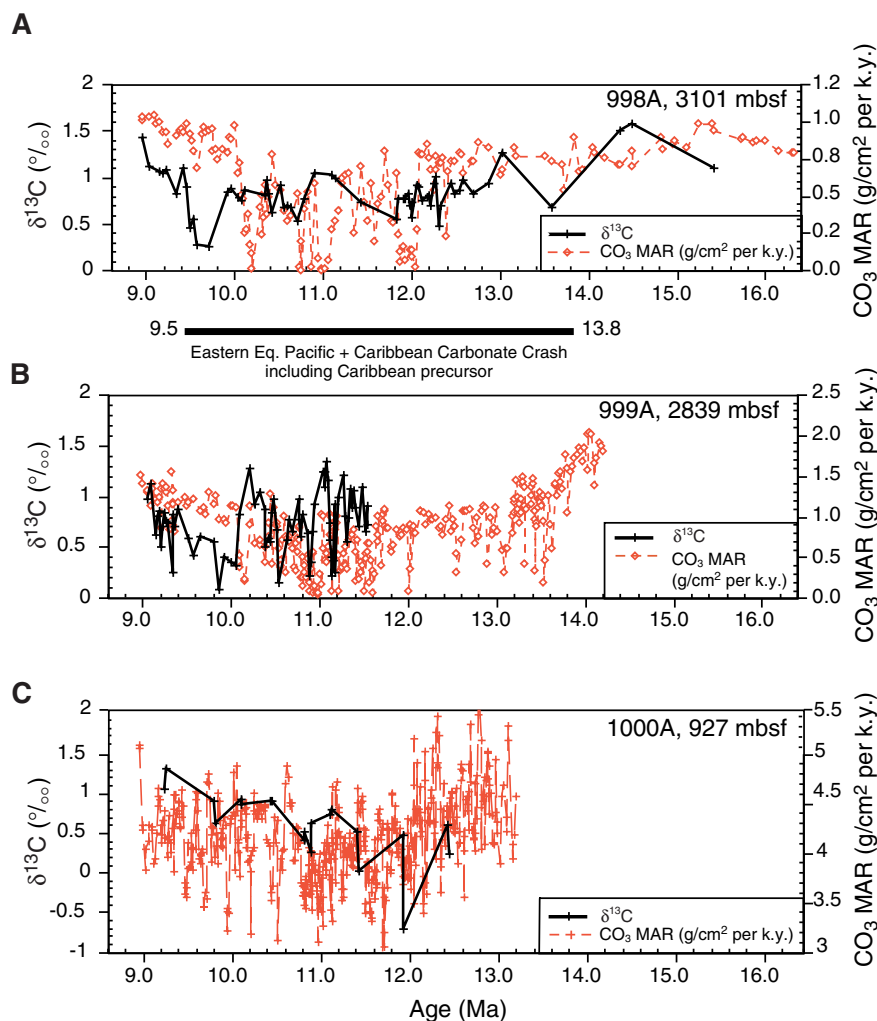 A
998A, 3101 mbsf
2
1.5
1
0.5
0
δ13C (°/oo)
1.2
1.0
0.8
0.5
0.2
0.0
CO3 MAR (g/cm2 per k.y.)
δ13C
CO3 MAR (g/cm2 per k.y.)
9.0 10.0 11.0 12.0 13.0 14.0 15.0 16.0
9.5 13.8
Eastern Eq. Pacific + Caribbean Carbonate Crash
including Caribbean precursor
B
999A, 2839 mbsf
2
1.5
1
0.5
0
δ13C (°/oo)
2.5
2.0
1.5
1.0
0.5
0.0
CO3 MAR (g/cm2 per k.y.)
δ13C
CO3 MAR
(g/cm2 per k.y.)
9.0 10.0 11.0 12.0 13.0 14.0 15.0 16.0
C
1000A, 927 mbsf
2
1.5
1
0.5
0
-0.5
-1
δ13C (°/oo)
5.5
5
4.5
4
3.5
3
CO3 MAR (g/cm2 per k.y.)
δ13C
CO3 MAR (g/cm2 per k.y.)
9.0 10.0 11.0 12.0 13.0 14.0 15.0 16.0
Age (Ma)